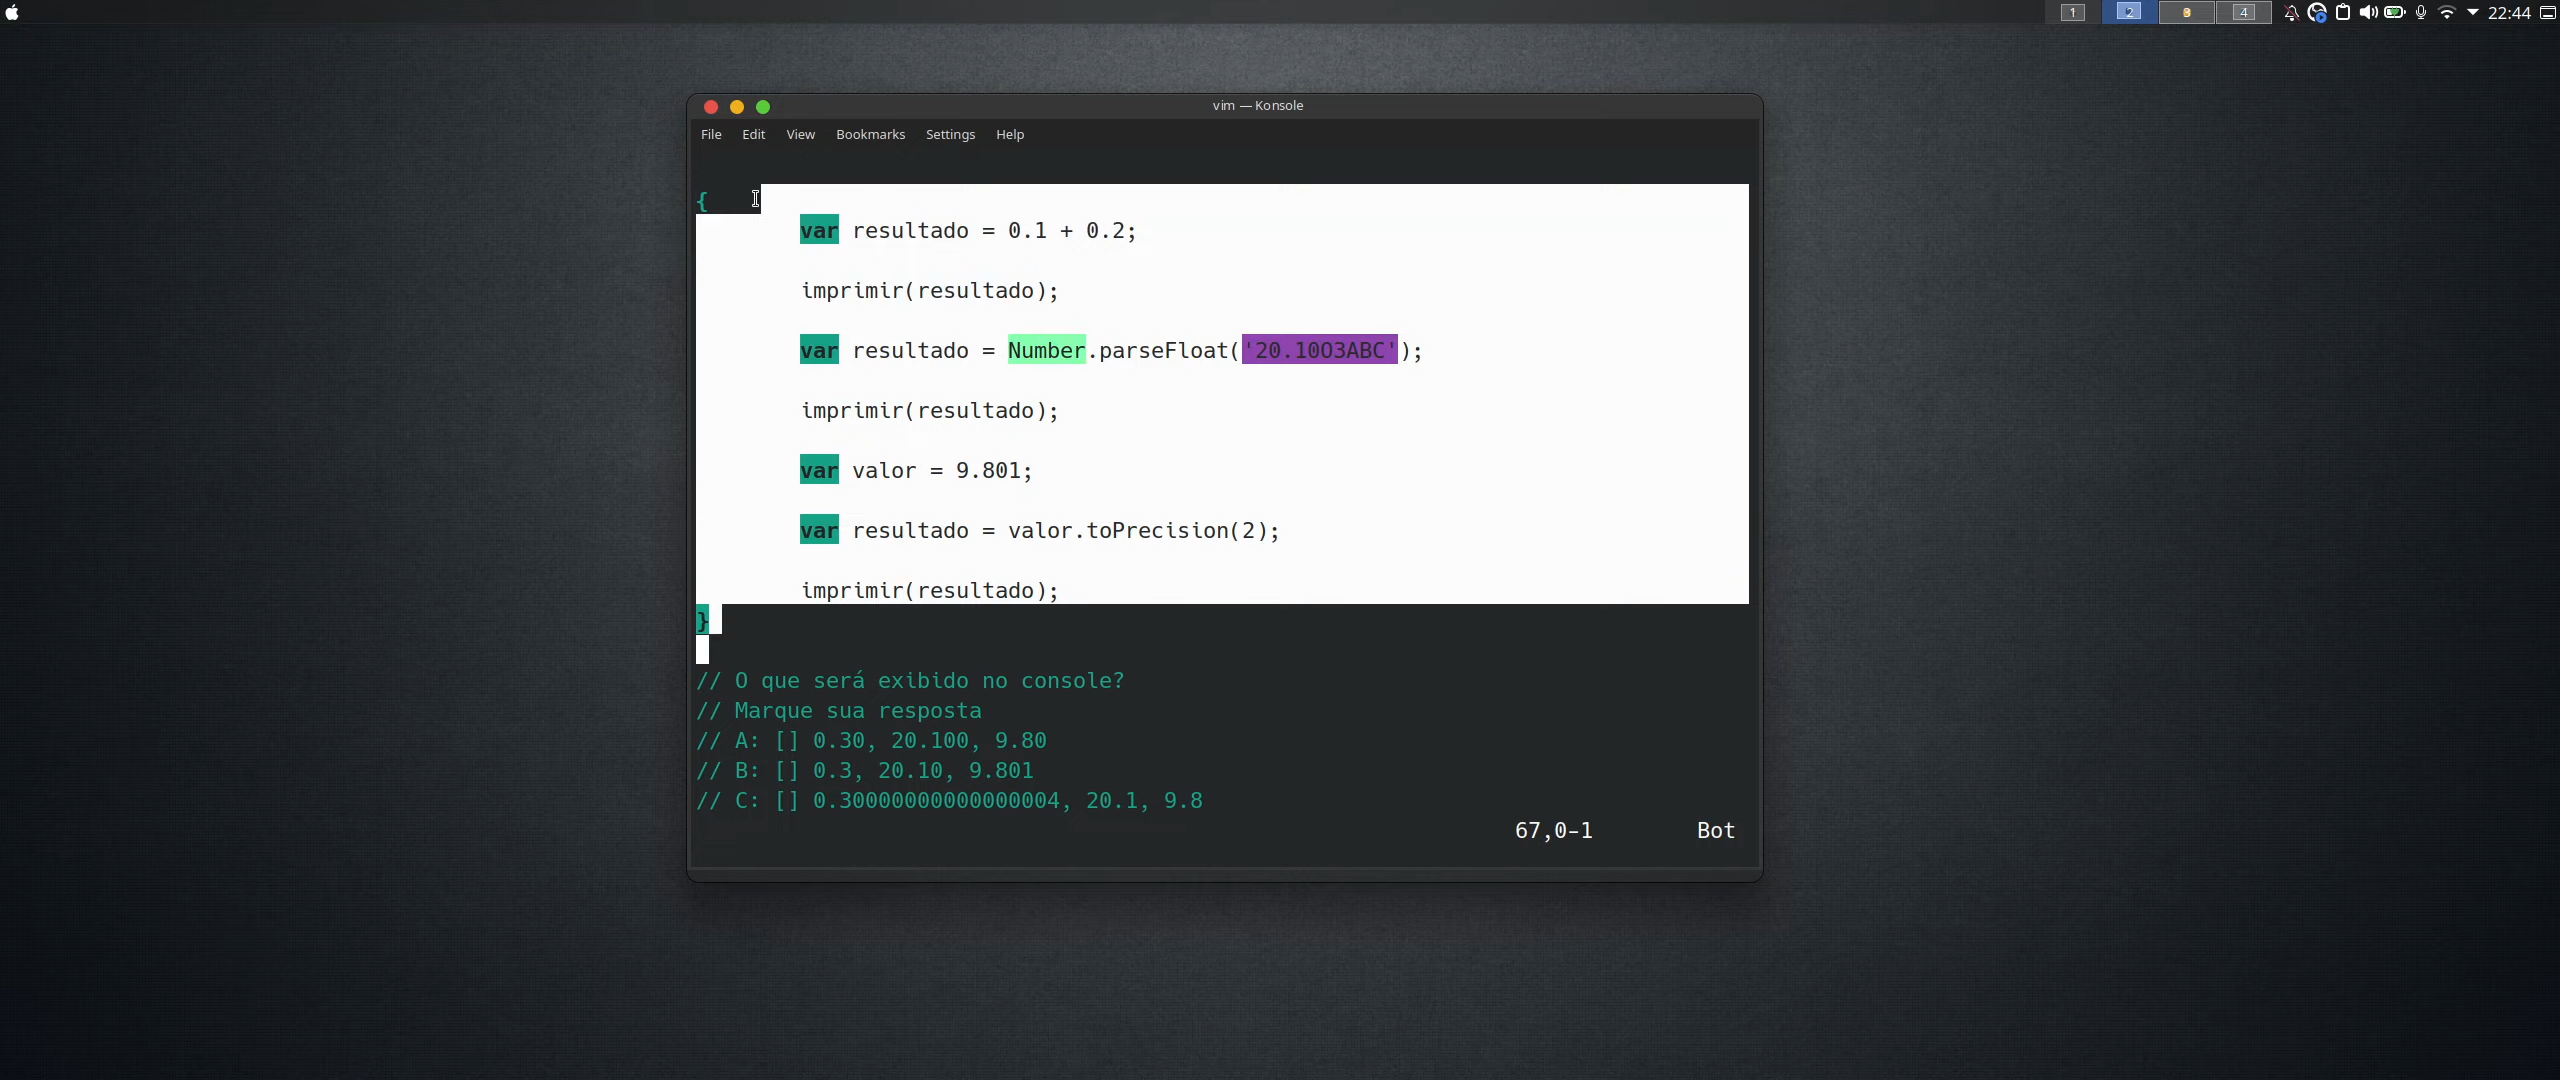 1 2 3 4 22:44
vim — Konsole
File Edit View Bookmarks Settings Help
{
var resultado = 0.1 + 0.2;
imprimir(resultado);
var resultado = Number.parseFloat('20.10O3ABC');
imprimir(resultado);
var valor = 9.801;
var resultado = valor.toPrecision(2);
imprimir(resultado);
}
// O que será exibido no console?
// Marque sua resposta
// A: [] 0.30, 20.100, 9.80
// B: [] 0.3, 20.10, 9.801
// C: [] 0.30000000000000004, 20.1, 9.8
67,0-1 Bot